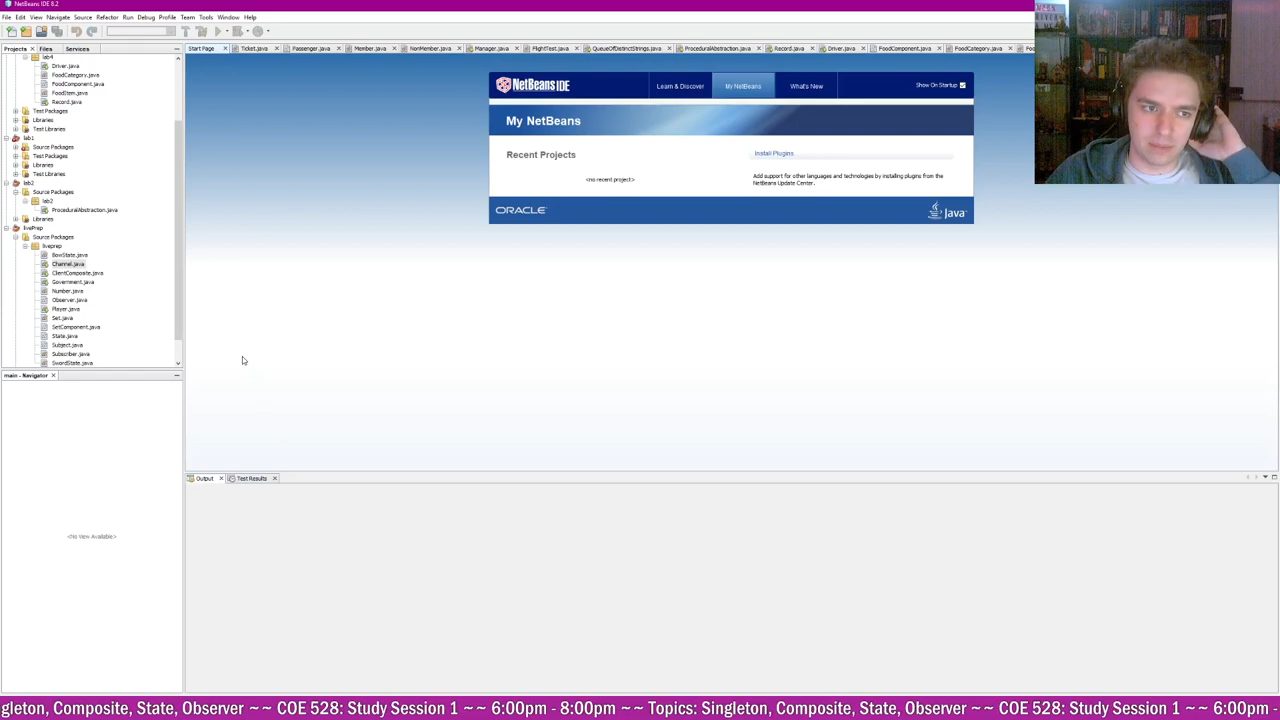 NetBeans IDE 8.2
File Edit View Navigate Source Refactor Run Debug Profile Team Tools Window Help
Projects Files Services
Start Page Ticket.java Passenger.java Member.java NonMember.java Manager.java FlightTest.java QueueOfDistinctStrings.java ProceduralAbstraction.java Record.java Driver.java FoodComponent.java FoodCategory.java
lab4
Driver.java
FoodCategory.java
FoodComponent.java
FoodItem.java
Record.java
Test Packages
Libraries
Test Libraries
lab1
Source Packages
Test Packages
Libraries
Test Libraries
lab2
Source Packages
lab2
ProceduralAbstraction.java
Libraries
livePrep
Source Packages
liveprep
BowState.java
Channel.java
ClientComposite.java
Government.java
Number.java
Observer.java
Player.java
Set.java
SetComponent.java
State.java
Subject.java
Subscriber.java
SwordState.java
main - Navigator
<No View Available>
NetBeans IDE
Learn & Discover My NetBeans What's New Show On Startup
My NetBeans
Recent Projects
<no recent project>
Install Plugins
Add support for other languages and technologies by installing plugins from the
NetBeans Update Center.
ORACLE Java
Output Test Results
gleton, Composite, State, Observer ~~ COE 528: Study Session 1 ~~ 6:00pm - 8:00pm ~~ Topics: Singleton, Composite, State, Observer ~~ COE 528: Study Session 1 ~~ 6:00pm -